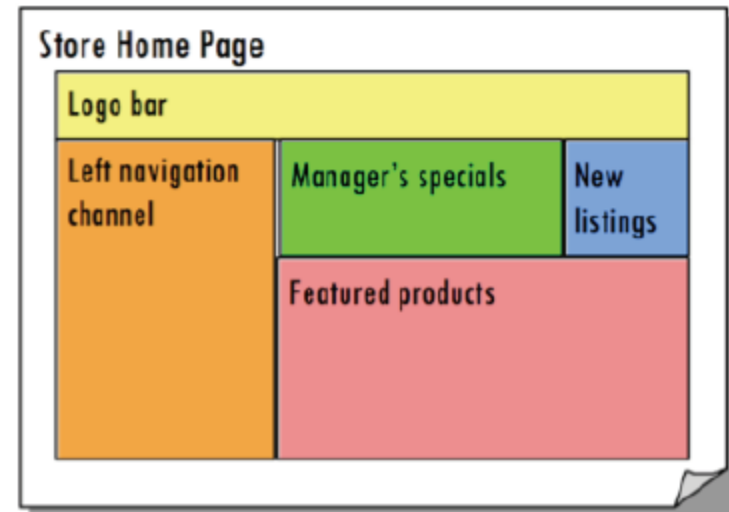 Store Home Page
Logo bar
Left navigation
channel
Manager's specials
New
listings
Featured products